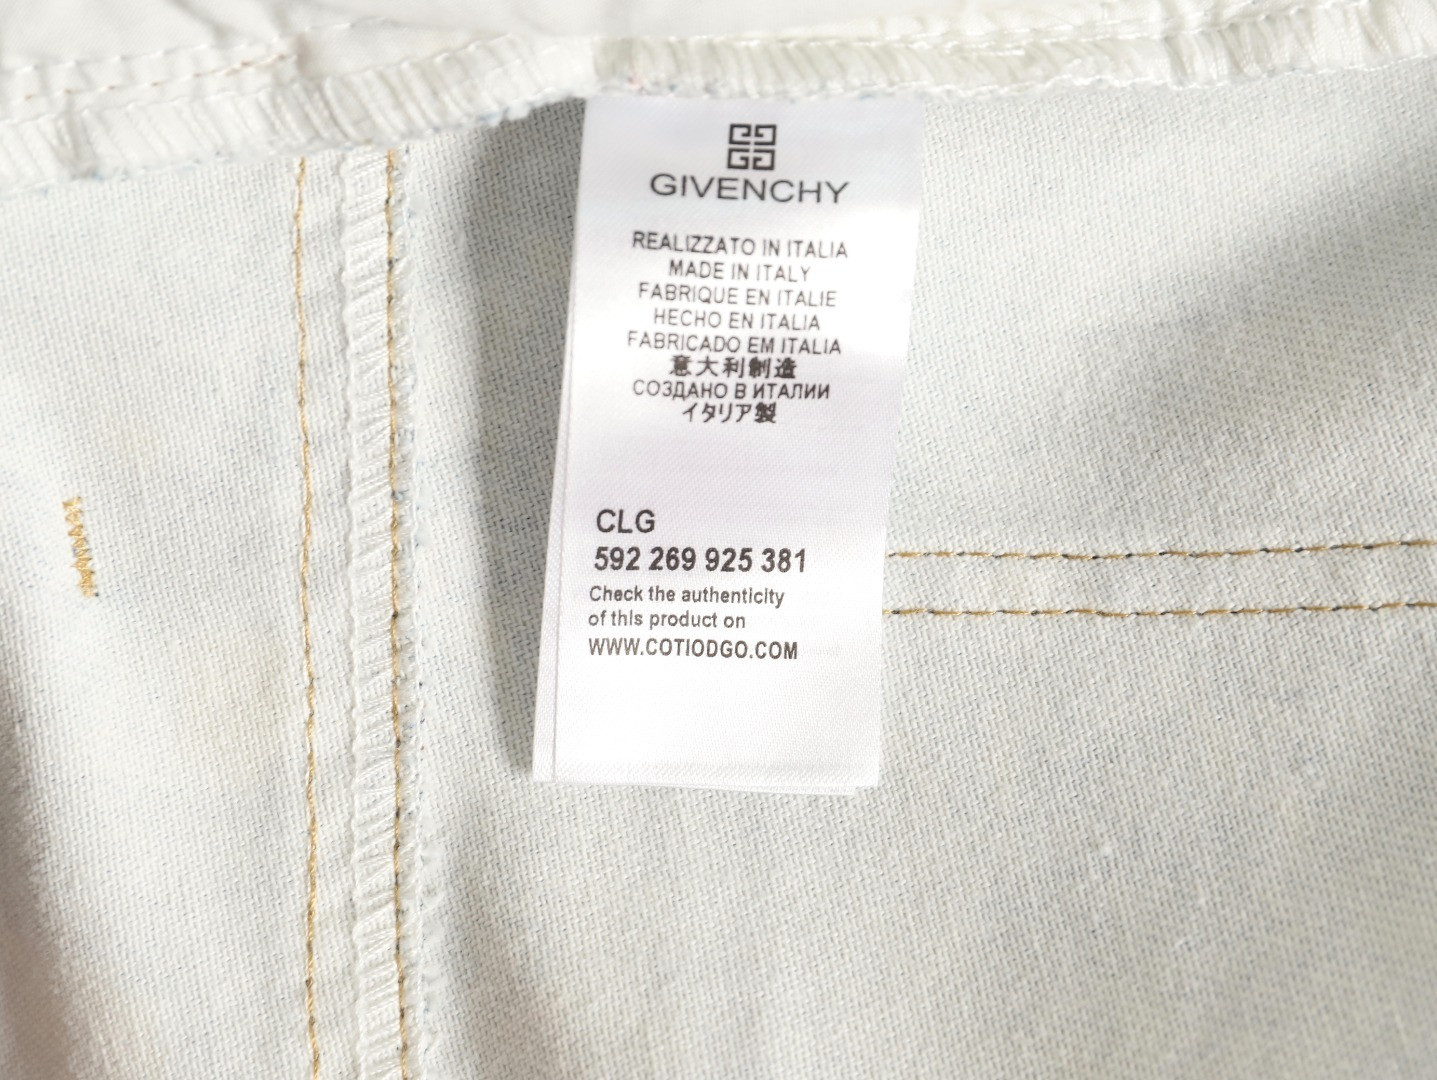 GIVENCHY
REALIZZATO IN ITALIA
MADE IN ITALY
FABRIQUE EN ITALIE
HECHO EN ITALIA
FABRICADO EM ITALIA
意大利制造
СОЗДАНО В ИТАЛИИ
イタリア製
CLG
592 269 925 381
Check the authenticity
of this product on
WWW.COTIODGO.COM